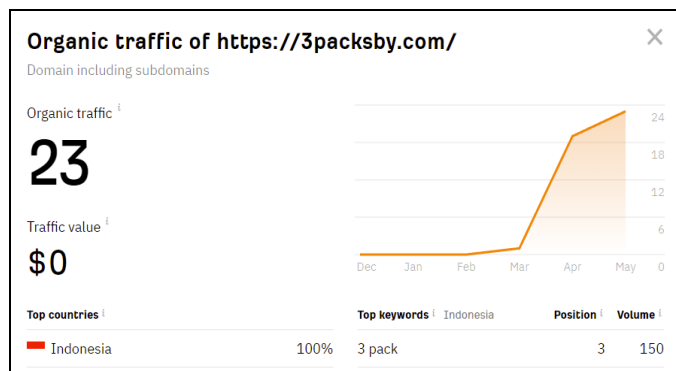 Organic traffic of https://3packsby.com/
Domain including subdomains
Organic traffic i
23
Traffic value i
$0
24
18
12
6
0
Dec Jan Feb Mar Apr May
Top countries i
Indonesia 100%
Top keywords i Indonesia Position i Volume i
3 pack 3 150